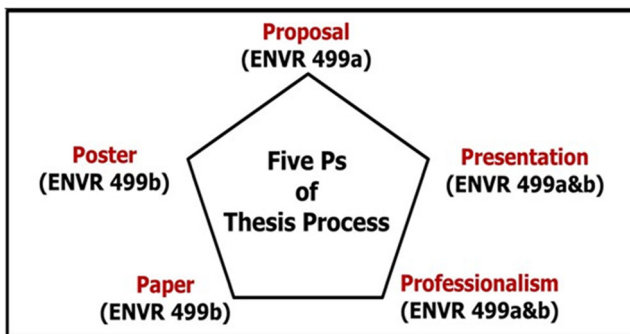 Proposal
(ENVR 499a)
Poster
(ENVR 499b)
Five Ps
of
Thesis Process
Presentation
(ENVR 499a&b)
Paper
(ENVR 499b)
Professionalism
(ENVR 499a&b)